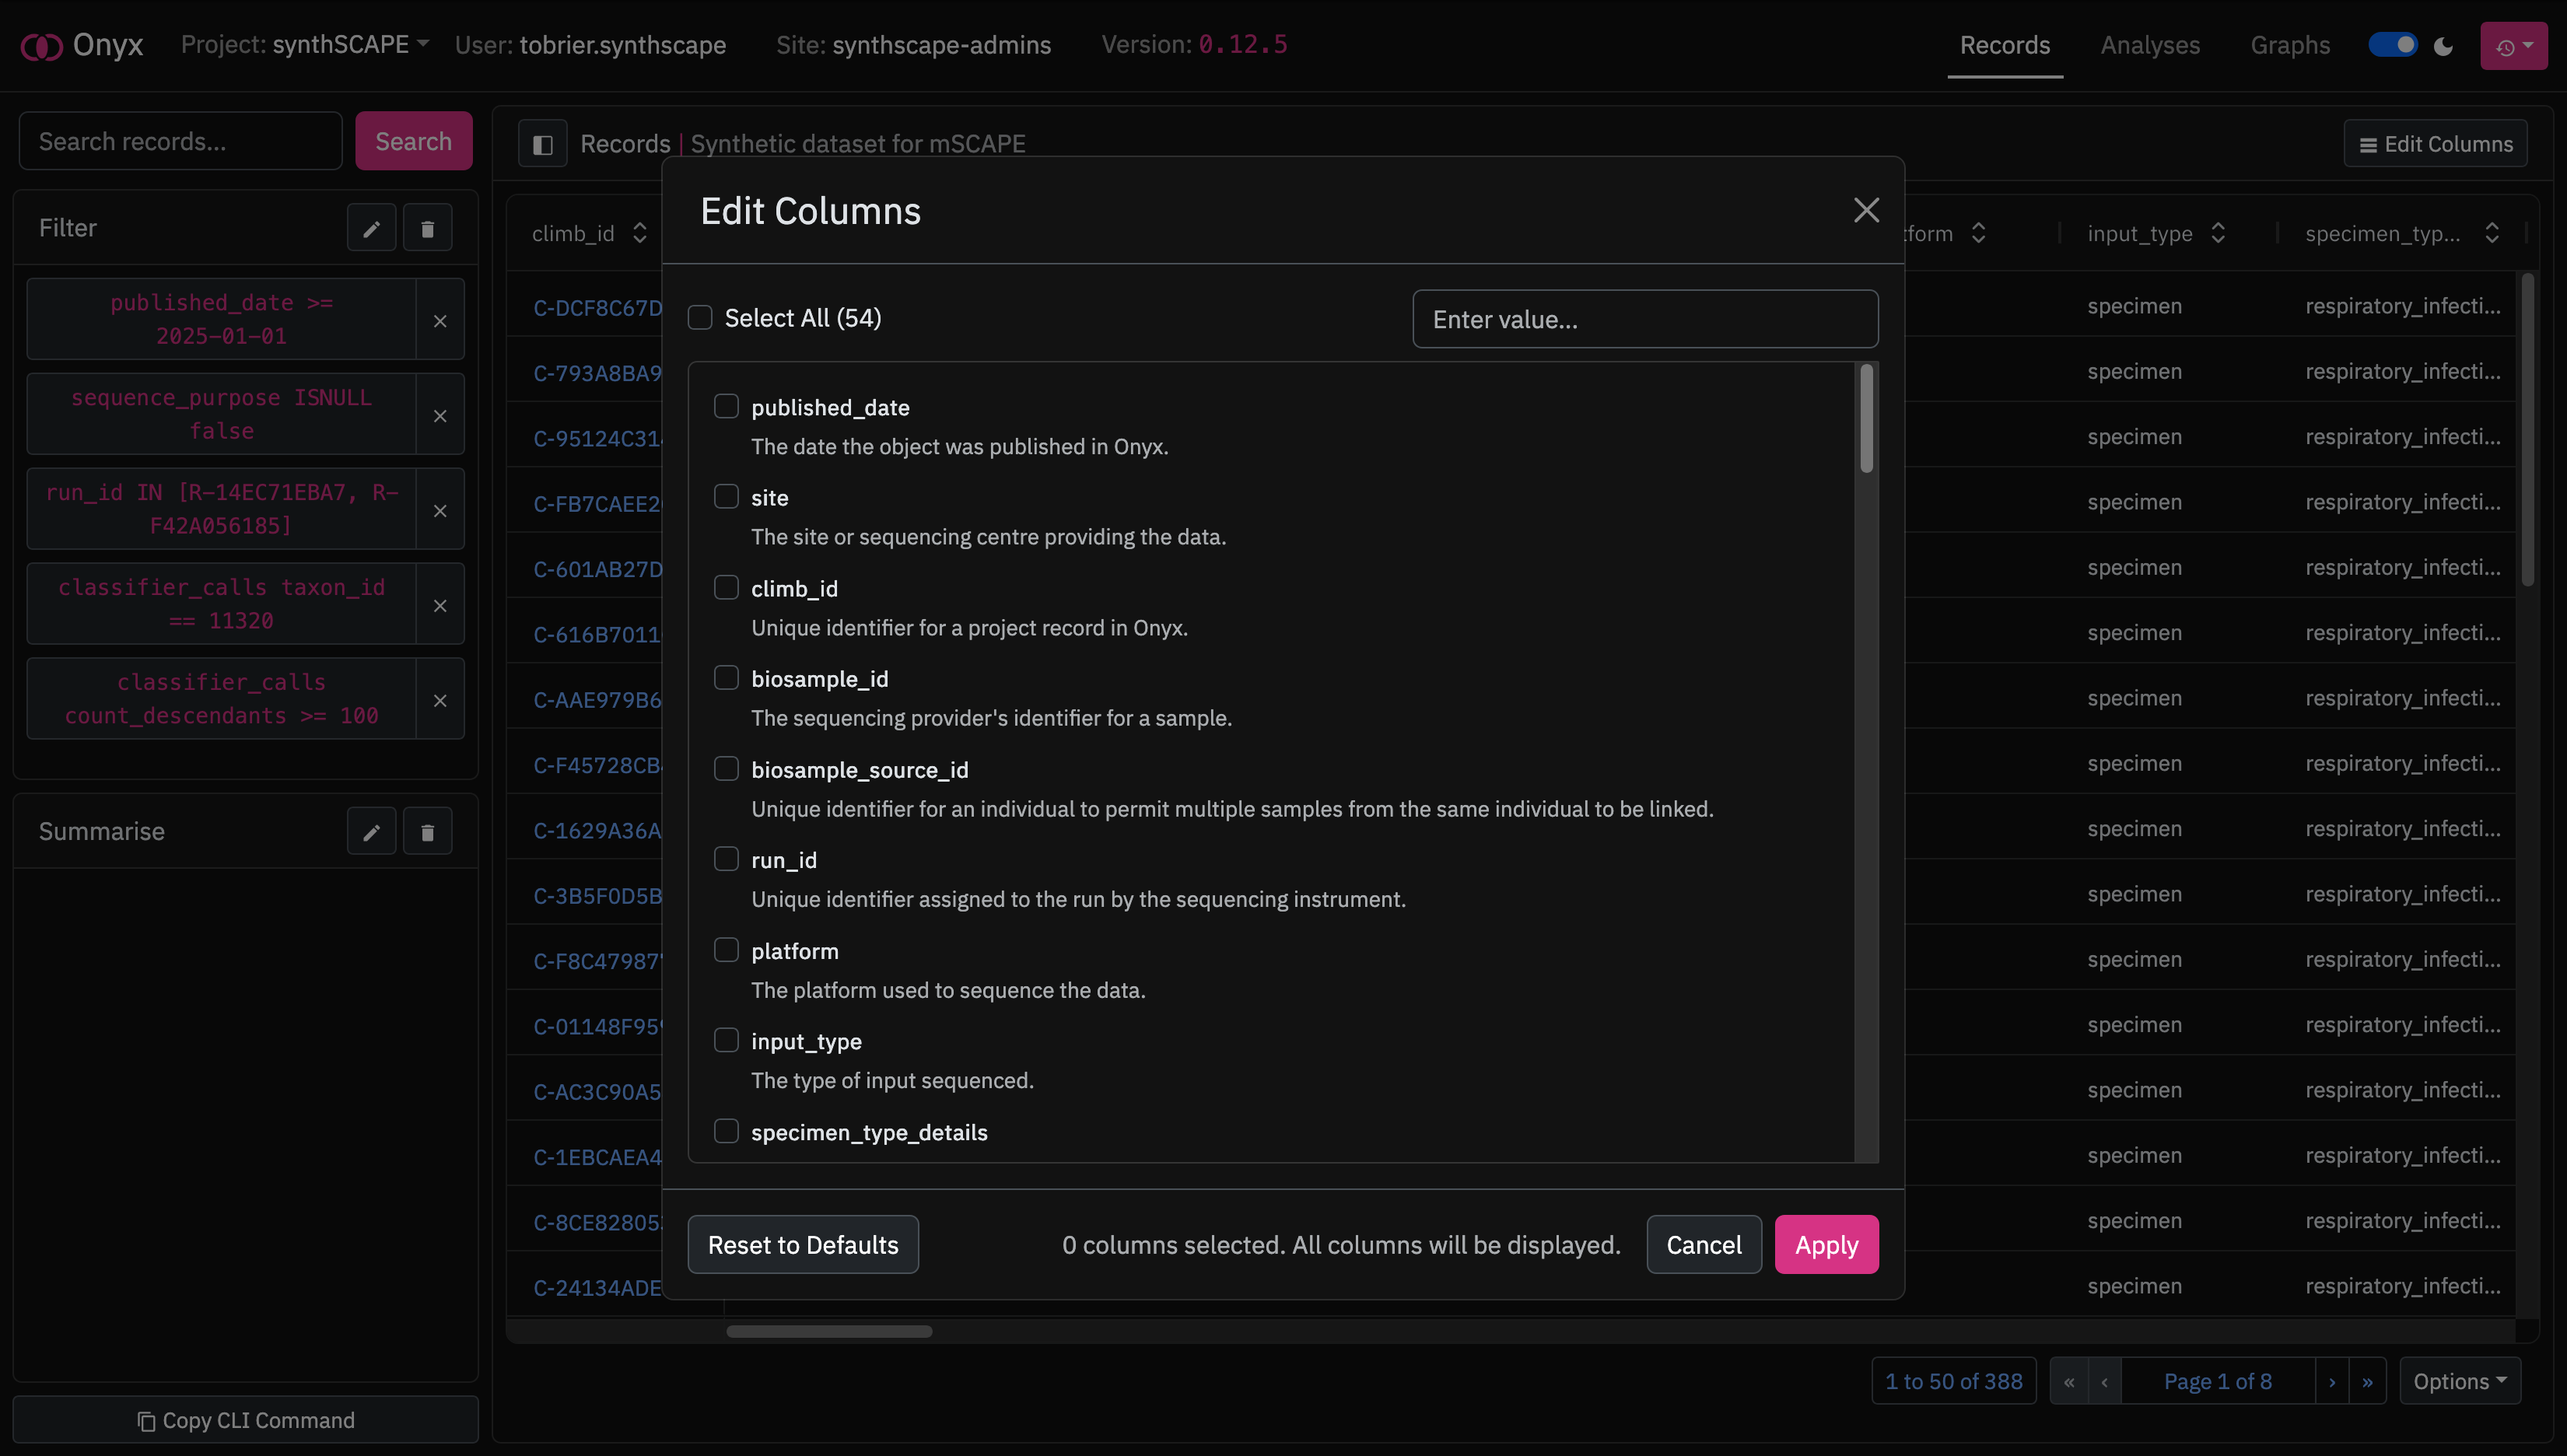 Onyx
Project: synthSCAPE
User: tobrier.synthscape
Site: synthscape-admins
Version: 0.12.5
Records
Analyses
Graphs
Search records...
Search
Filter
published_date >=
2025-01-01
sequence_purpose ISNULL
false
run_id IN [R-14EC71EBA7, R-
F42A056185]
classifier_calls taxon_id
== 11320
classifier_calls
count_descendants >= 100
Summarise
Copy CLI Command
Records | Synthetic dataset for mSCAPE
Edit Columns
climb_id
tform
input_type
specimen_typ...
C-DCF8C67D
specimen
respiratory_infecti...
C-793A8BA9
specimen
respiratory_infecti...
C-95124C314
specimen
respiratory_infecti...
C-FB7CAEE2
specimen
respiratory_infecti...
C-601AB27D
specimen
respiratory_infecti...
C-616B7011
specimen
respiratory_infecti...
C-AAE979B6
specimen
respiratory_infecti...
C-F45728CB
specimen
respiratory_infecti...
C-1629A36A
specimen
respiratory_infecti...
C-3B5F0D5B
specimen
respiratory_infecti...
C-F8C47987
specimen
respiratory_infecti...
C-01148F959
specimen
respiratory_infecti...
C-AC3C90A5
specimen
respiratory_infecti...
C-1EBCAEA4
specimen
respiratory_infecti...
C-8CE82805
specimen
respiratory_infecti...
C-24134ADE
specimen
respiratory_infecti...
Edit Columns
Select All (54)
Enter value...
published_date
The date the object was published in Onyx.
site
The site or sequencing centre providing the data.
climb_id
Unique identifier for a project record in Onyx.
biosample_id
The sequencing provider's identifier for a sample.
biosample_source_id
Unique identifier for an individual to permit multiple samples from the same individual to be linked.
run_id
Unique identifier assigned to the run by the sequencing instrument.
platform
The platform used to sequence the data.
input_type
The type of input sequenced.
specimen_type_details
Reset to Defaults
0 columns selected. All columns will be displayed.
Cancel
Apply
1 to 50 of 388
« ‹ Page 1 of 8 › »
Options